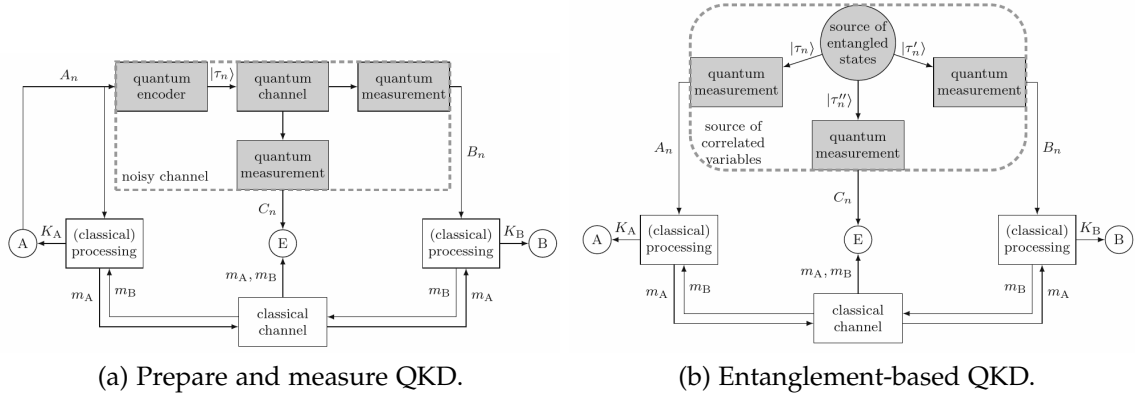 A_n
quantum
encoder
|τ_n⟩
quantum
channel
quantum
measurement
quantum
measurement
noisy channel
B_n
C_n
A
K_A
(classical)
processing
E
(classical)
processing
K_B
B
m_A, m_B
m_A
m_B
m_B
m_A
classical
channel
(a) Prepare and measure QKD.
source of
entangled
states
|τ_n⟩
|τ′_n⟩
quantum
measurement
quantum
measurement
|τ″_n⟩
quantum
measurement
source of
correlated
variables
A_n
B_n
C_n
A
K_A
(classical)
processing
E
(classical)
processing
K_B
B
m_A, m_B
m_A
m_B
m_B
m_A
classical
channel
(b) Entanglement-based QKD.